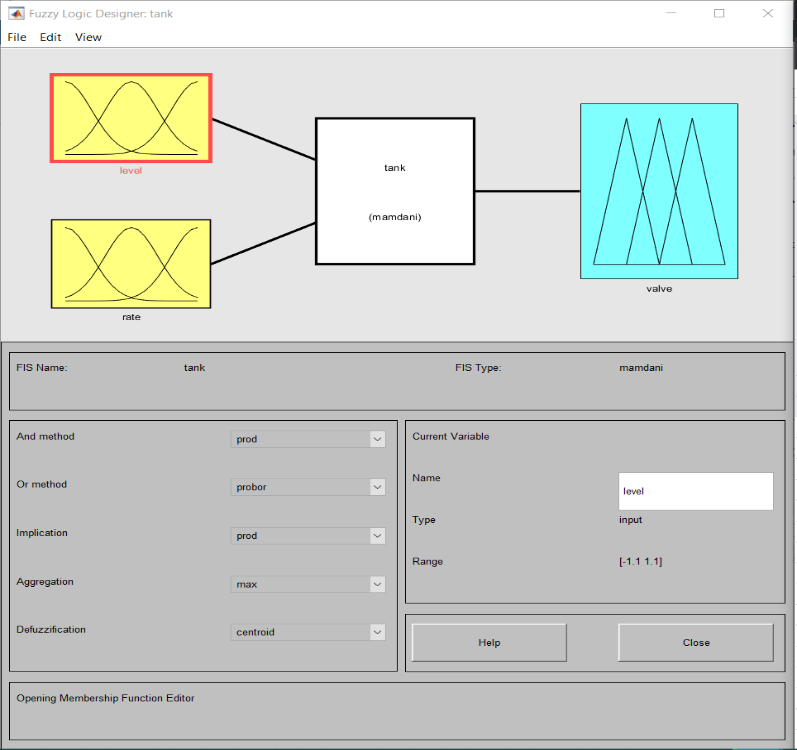 Fuzzy Logic Designer: tank
File Edit View
level
rate
tank
(mamdani)
valve
FIS Name: tank FIS Type: mamdani
And method prod
Or method probor
Implication prod
Aggregation max
Defuzzification centroid
Current Variable
Name level
Type input
Range [-1.1 1.1]
Help Close
Opening Membership Function Editor